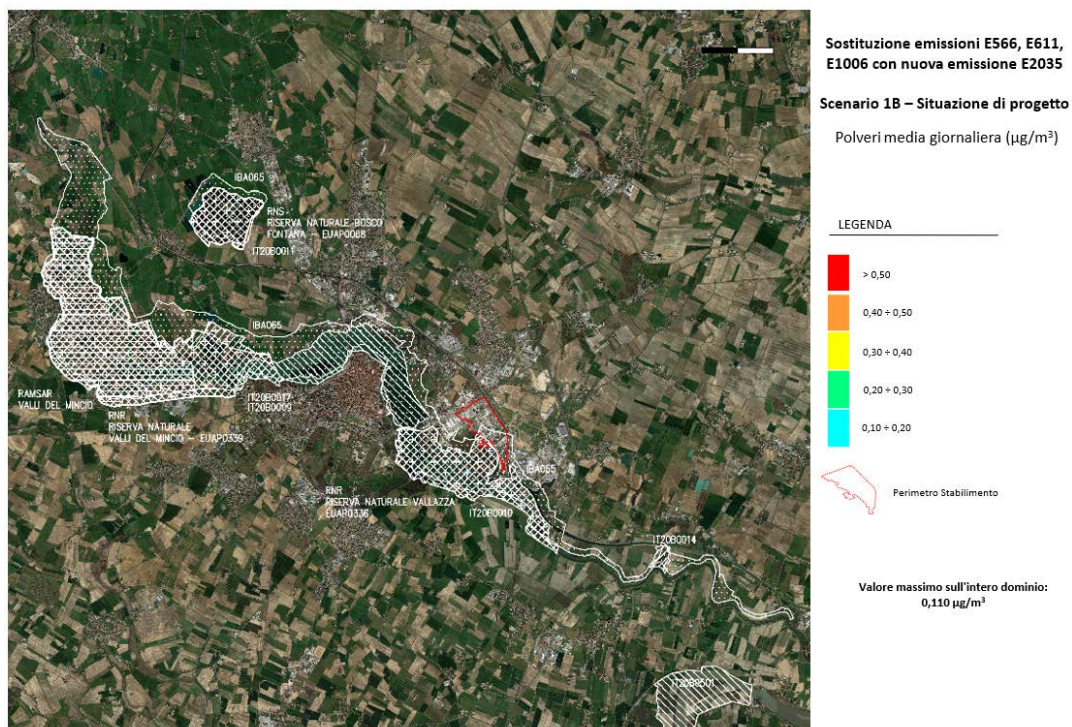 Sostituzione emissioni E566, E611,
E1006 con nuova emissione E2035
Scenario 1B – Situazione di progetto
Polveri media giornaliera (µg/m³)
LEGENDA
> 0,50
0,40 ÷ 0,50
0,30 ÷ 0,40
0,20 ÷ 0,30
0,10 ÷ 0,20
Perimetro Stabilimento
Valore massimo sull'intero dominio:
0,110 µg/m³
IBA065
RNS
RISERVA NATURALE BOSCO
FONTANA - EUAP0068
IT20B0011
IBA065
RAMSAR
VALLI DEL MINCIO
RNR
RISERVA NATURALE
VALLI DEL MINCIO - EUAP0339
IT20B0017
IT20B0009
RNR
RISERVA NATURALE VALLAZZA
EUAP0336
IBA065
IT20B0010
IT20B0014
IT20B0501